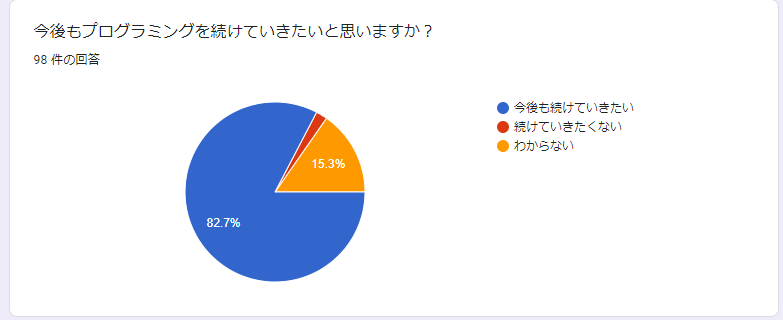 今後もプログラミングを続けていきたいと思いますか？
98 件の回答
今後も続けていきたい
続けていきたくない
わからない
15.3%
82.7%